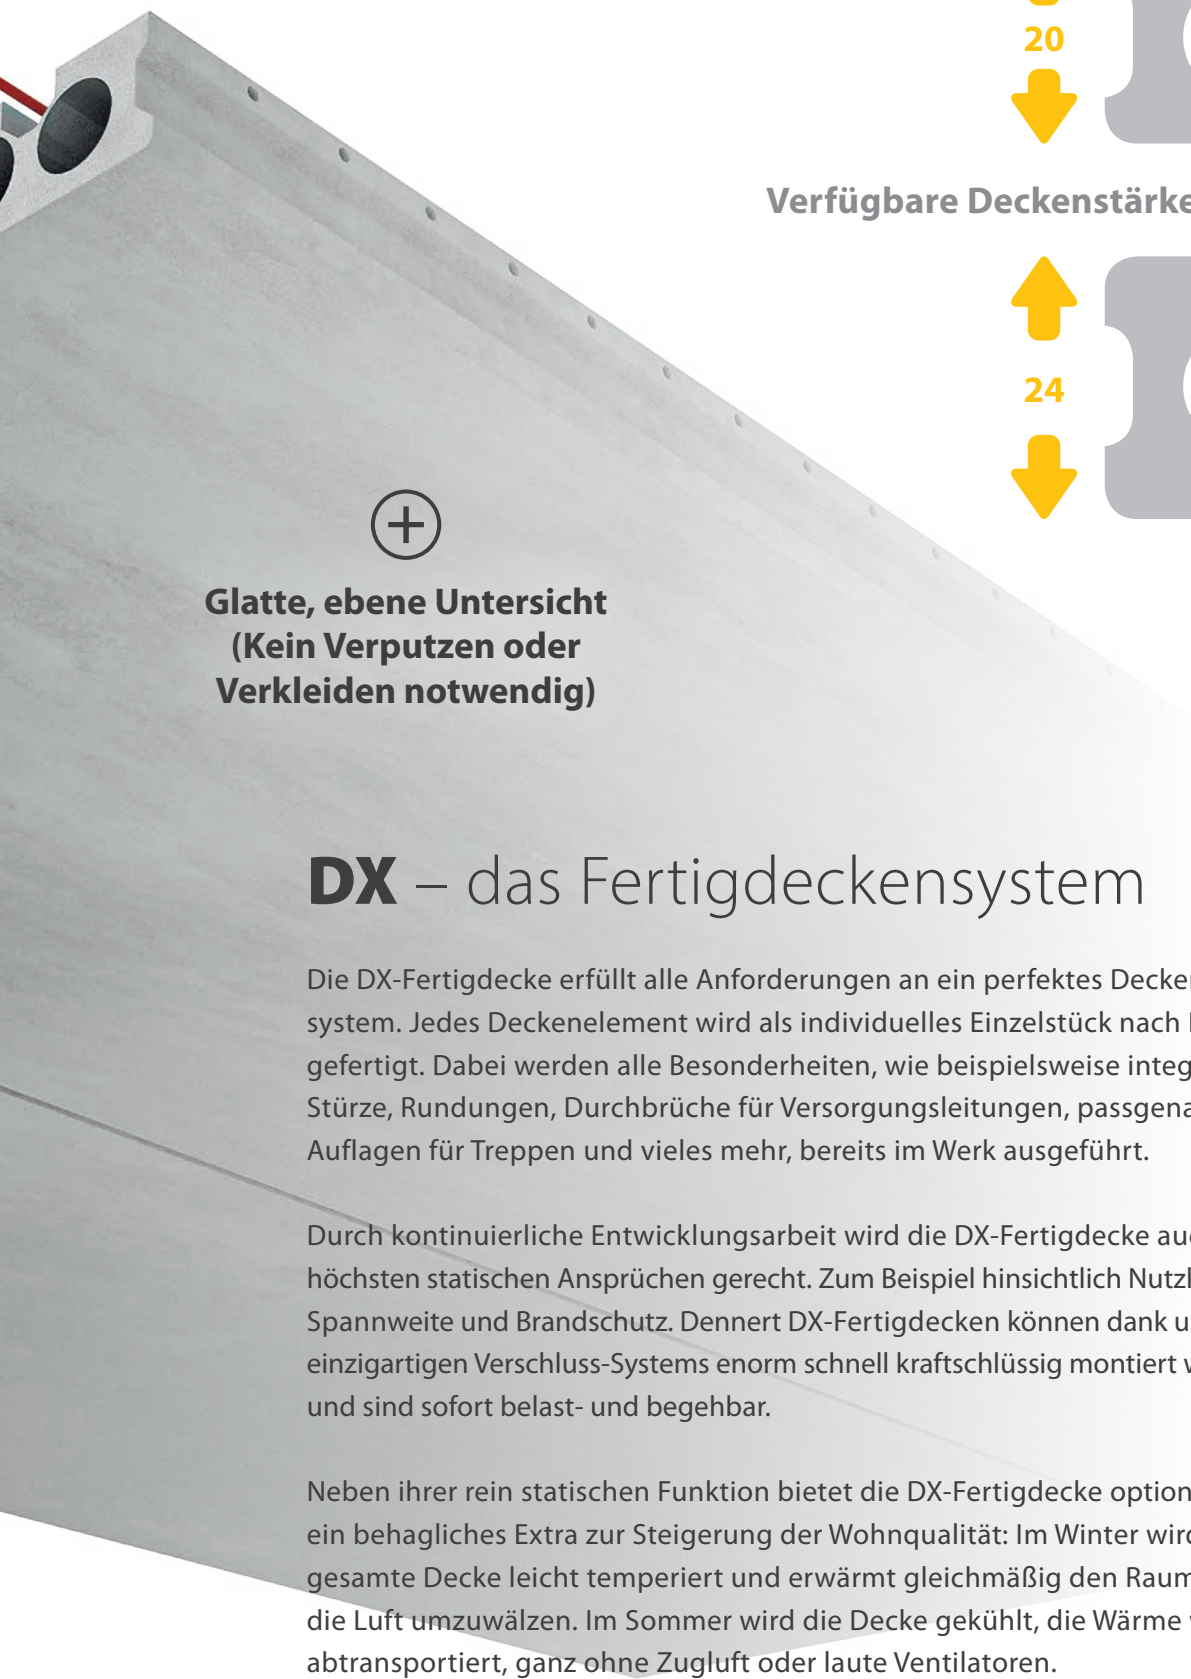 20
Verfügbare Deckenstärke
24
Glatte, ebene Untersicht
(Kein Verputzen oder
Verkleiden notwendig)
DX – das Fertigdeckensystem
Die DX-Fertigdecke erfüllt alle Anforderungen an ein perfektes
system. Jedes Deckenelement wird als individuelles Einzelstück nach
gefertigt. Dabei werden alle Besonderheiten, wie beispielsweise
Stürze, Rundungen, Durchbrüche für Versorgungsleitungen,
Auflagen für Treppen und vieles mehr, bereits im Werk ausgeführt.
Durch kontinuierliche Entwicklungsarbeit wird die DX-Fertigdecke
höchsten statischen Ansprüchen gerecht. Zum Beispiel hinsichtlich
Spannweite und Brandschutz. Dennert DX-Fertigdecken können dank
einzigartigen Verschluss-Systems enorm schnell kraftschlüssig montiert
und sind sofort belast- und begehbar.
Neben ihrer rein statischen Funktion bietet die DX-Fertigdecke
ein behagliches Extra zur Steigerung der Wohnqualität: Im Winter
gesamte Decke leicht temperiert und erwärmt gleichmäßig den Raum
die Luft umzuwälzen. Im Sommer wird die Decke gekühlt, die Wärme
abtransportiert, ganz ohne Zugluft oder laute Ventilatoren.